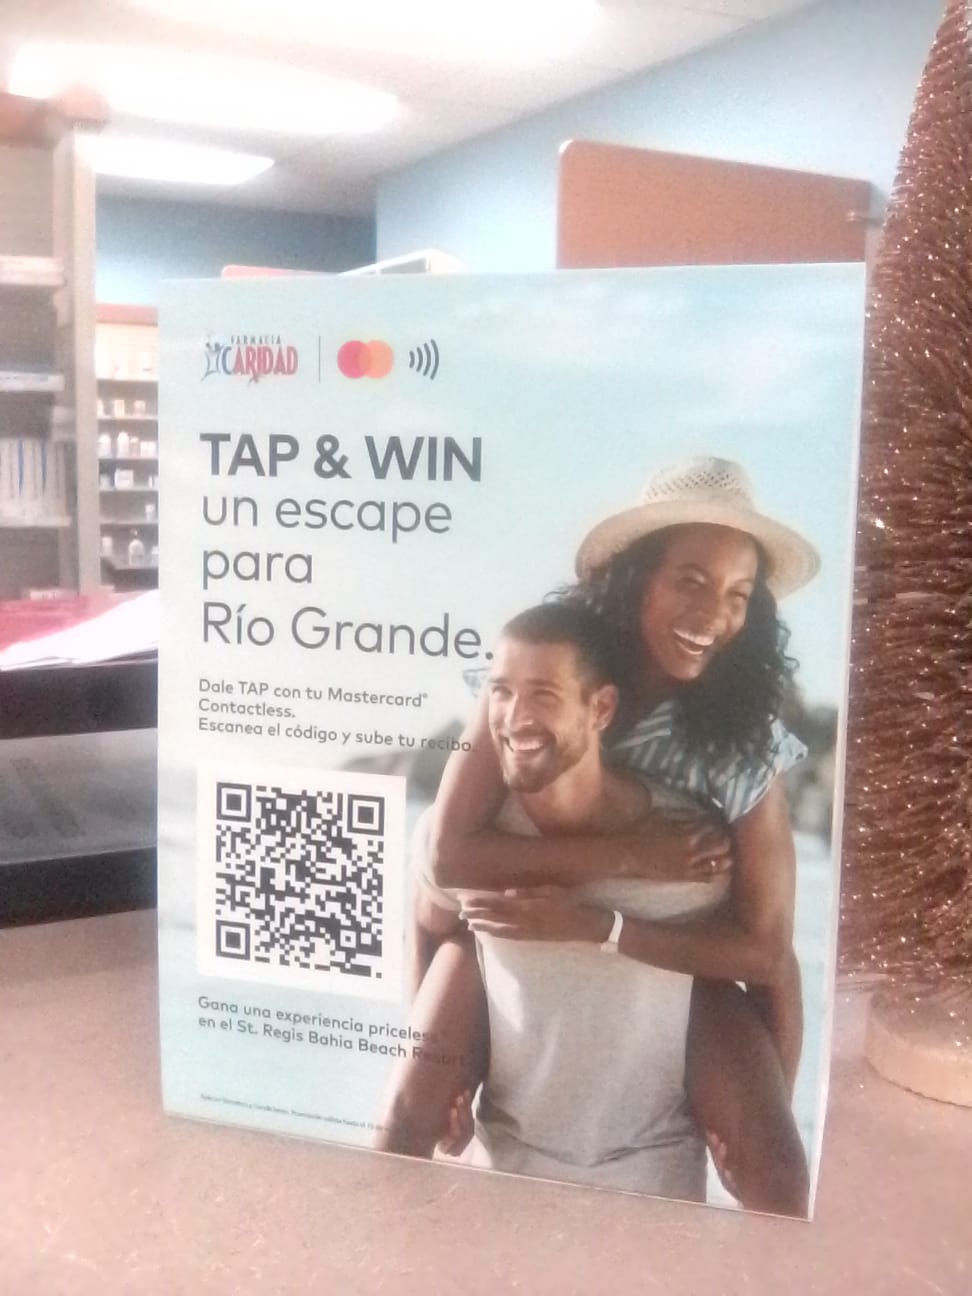 FARMACIA
CARIDAD
TAP & WIN
un escape
para
Río Grande.
Dale TAP con tu Mastercard®
Contactless.
Escanea el código y sube tu recibo.
Gana una experiencia priceless
en el St. Regis Bahia Beach Resort